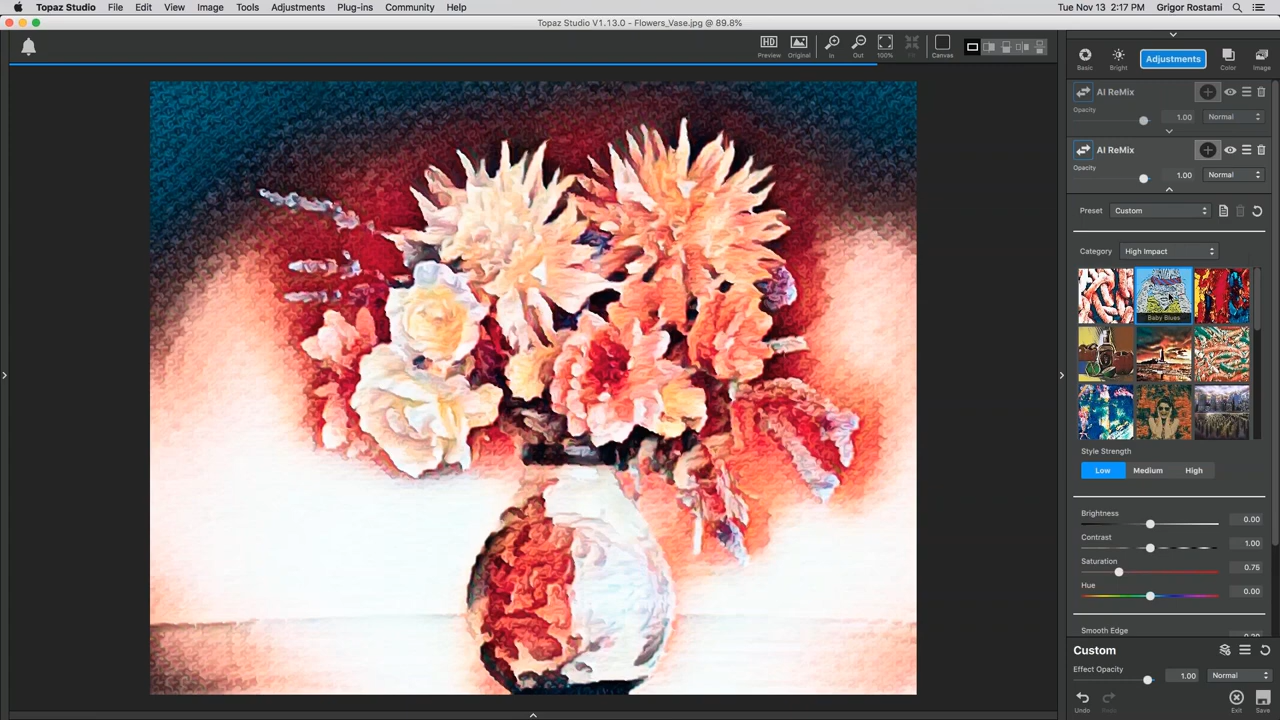 Topaz Studio File Edit View Image Tools Adjustments Plug-ins Community Help Tue Nov 13 2:17 PM Grigor Rostami
Topaz Studio V1.13.0 - Flowers_Vase.jpg @ 89.8%
Preview Original In Out 100% Canvas
Basic Bright Adjustments Color Image
AI ReMix
Opacity 1.00 Normal
AI ReMix
Opacity 1.00 Normal
Preset Custom
Category High Impact
Baby Blues
Style Strength
Low Medium High
Brightness 0.00
Contrast 1.00
Saturation 0.75
Hue 0.00
Smooth Edge
Custom
Effect Opacity 1.00 Normal
Undo Redo Exit Save